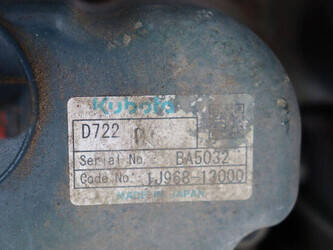 Kubota
D722
Serial No. BA5032
Code No. 1J968-13000
MADE IN JAPAN